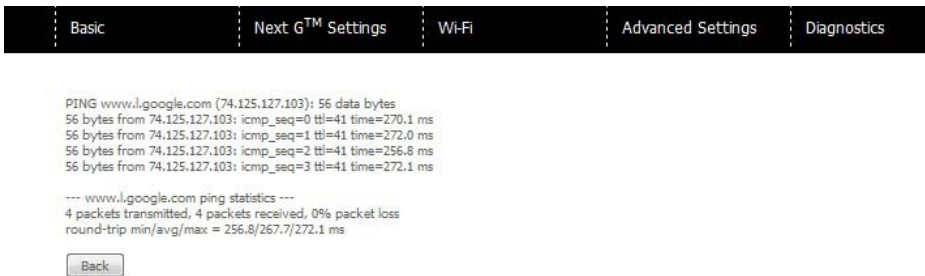 Basic Next G™ Settings Wi-Fi Advanced Settings Diagnostics
PING www.l.google.com (74.125.127.103): 56 data bytes
56 bytes from 74.125.127.103: icmp_seq=0 ttl=41 time=270.1 ms
56 bytes from 74.125.127.103: icmp_seq=1 ttl=41 time=272.0 ms
56 bytes from 74.125.127.103: icmp_seq=2 ttl=41 time=256.8 ms
56 bytes from 74.125.127.103: icmp_seq=3 ttl=41 time=272.1 ms
--- www.l.google.com ping statistics ---
4 packets transmitted, 4 packets received, 0% packet loss
round-trip min/avg/max = 256.8/267.7/272.1 ms
Back